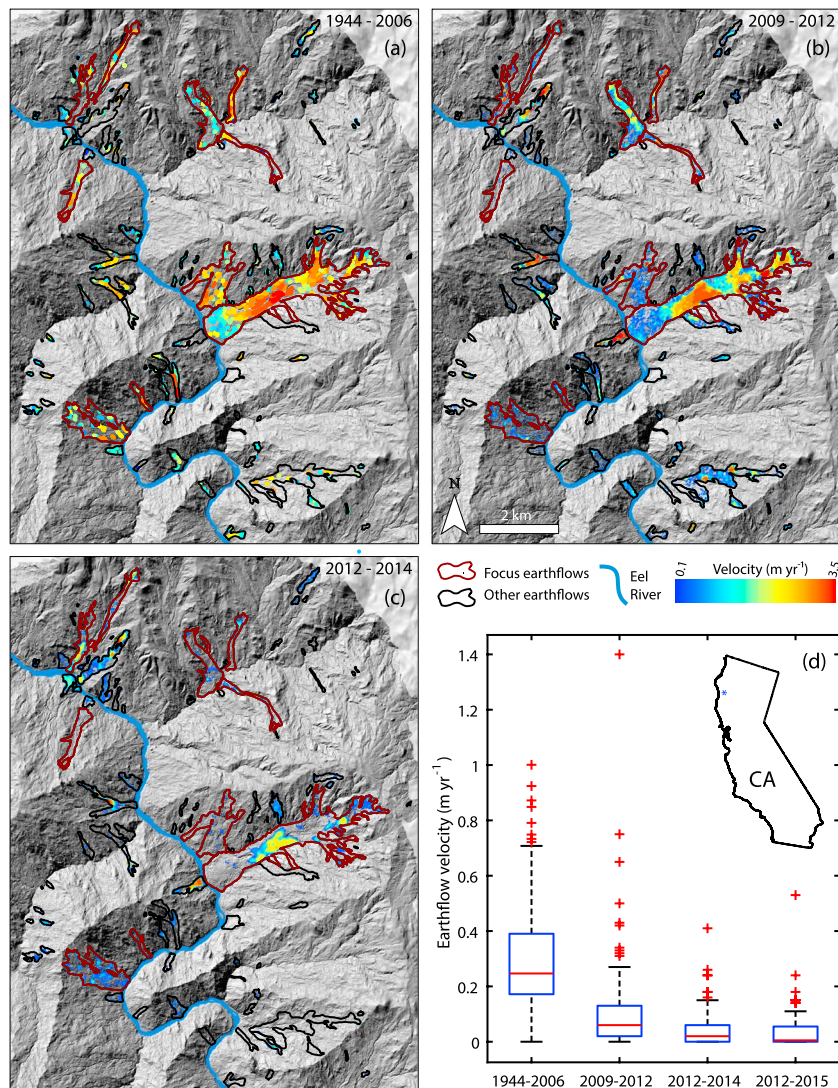 1944 - 2006
(a)
2009 - 2012
(b)
N
2 km
2012 - 2014
(c)
Focus earthflows
Other earthflows
Eel
River
Velocity (m yr⁻¹)
0.1
3.5
(d)
CA
Earthflow velocity (m yr⁻¹)
1.4
1.2
1
0.8
0.6
0.4
0.2
0
1944-2006
2009-2012
2012-2014
2012-2015